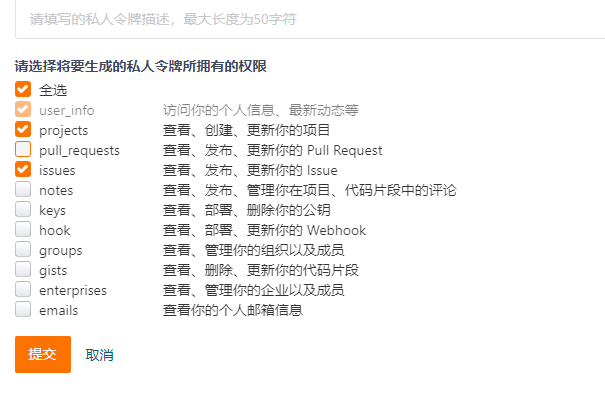 请填写的私人令牌描述，最大长度为50字符
请选择将要生成的私人令牌所拥有的权限
全选
user_info 访问你的个人信息、最新动态等
projects 查看、创建、更新你的项目
pull_requests 查看、发布、更新你的 Pull Request
issues 查看、发布、更新你的 Issue
notes 查看、发布、管理你在项目、代码片段中的评论
keys 查看、部署、删除你的公钥
hook 查看、部署、更新你的 Webhook
groups 查看、管理你的组织以及成员
gists 查看、删除、更新你的代码片段
enterprises 查看、管理你的企业以及成员
emails 查看你的个人邮箱信息
提交 取消